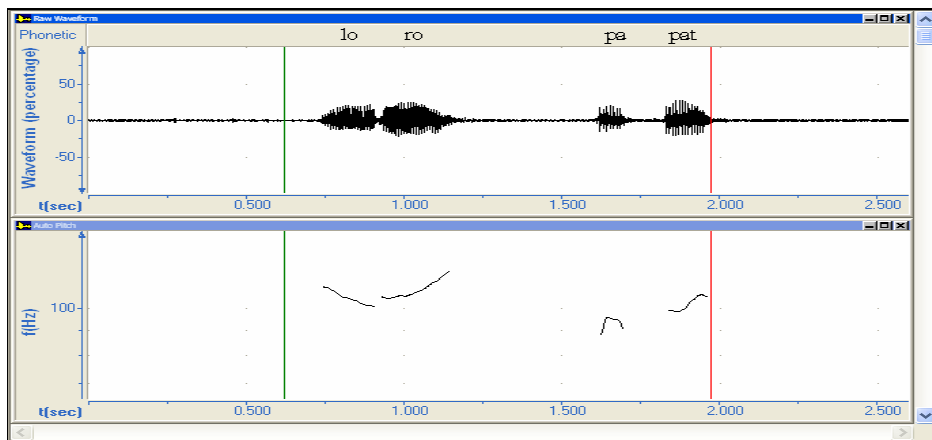 Raw Waveform
Phonetic lo ro pa pat
Waveform (percentage)
50
0
-50
t(sec) 0.500 1.000 1.500 2.000 2.500
Auto Pitch
f(Hz)
100
t(sec) 0.500 1.000 1.500 2.000 2.500